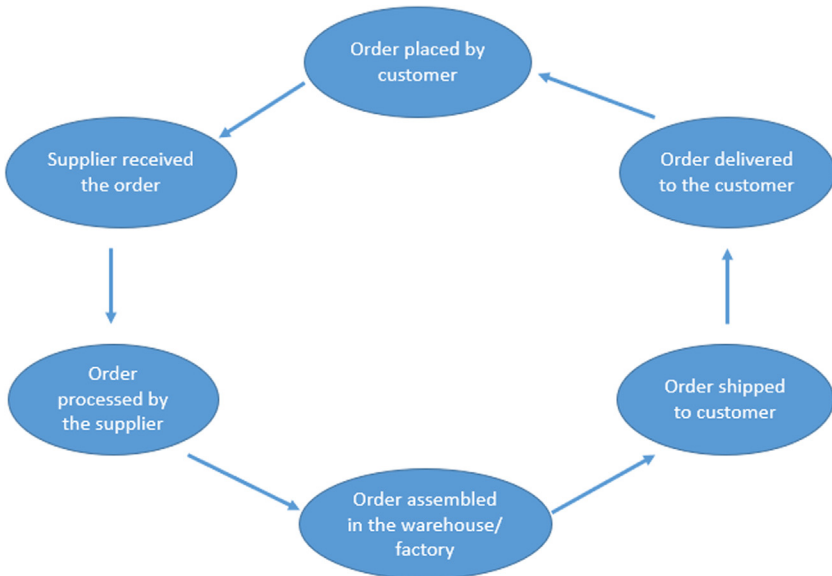 Order placed by
customer
Supplier received
the order
Order
processed by
the supplier
Order assembled
in the warehouse/
factory
Order shipped
to customer
Order delivered
to the customer